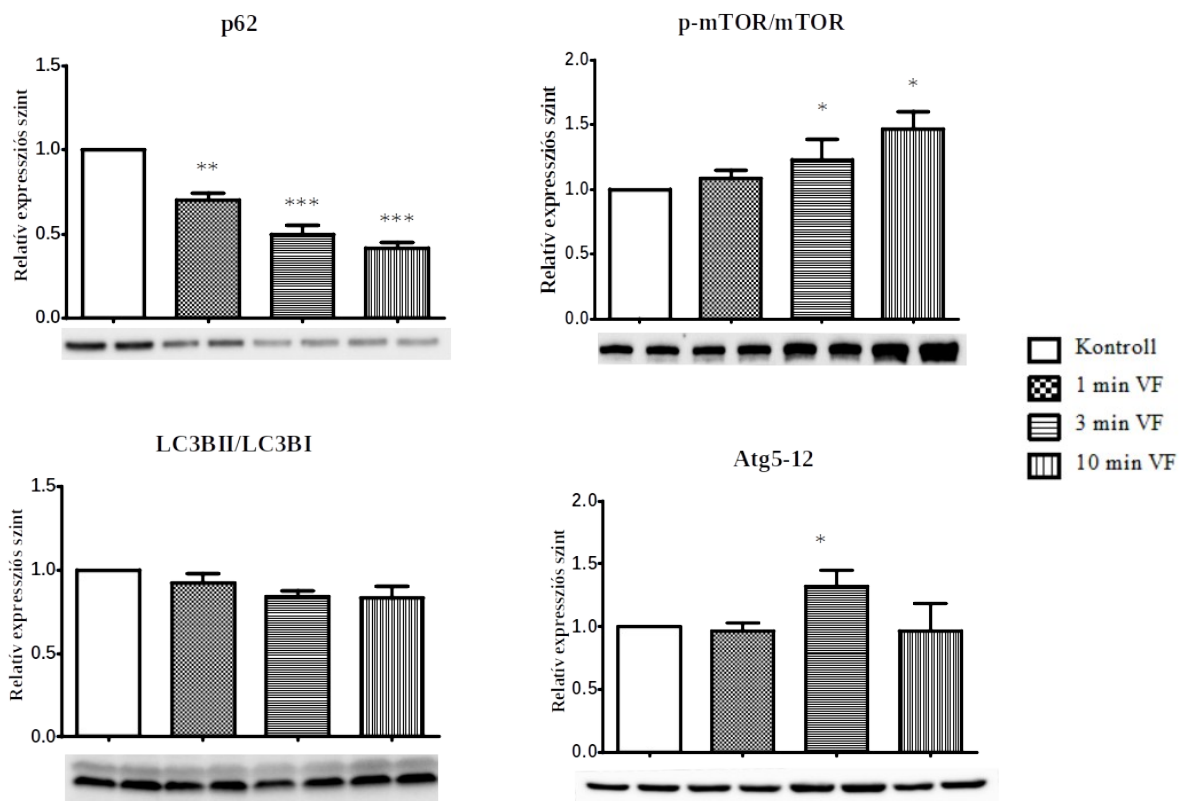 p62
Relatív expressziós szint
1.5
1.0
0.5
0.0
**
***
***
p-mTOR/mTOR
Relatív expressziós szint
2.0
1.5
1.0
0.5
0.0
*
*
Kontroll
1 min VF
3 min VF
10 min VF
LC3BII/LC3BI
Relatív expressziós szint
1.5
1.0
0.5
0.0
Atg5-12
Relatív expressziós szint
2.0
1.5
1.0
0.5
0.0
*